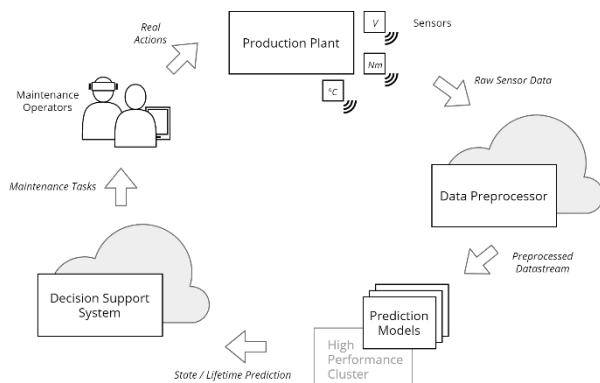 Real
Actions
Production Plant
V
Sensors
Nm
°C
Raw Sensor Data
Maintenance
Operators
Data Preprocessor
Maintenance Tasks
Preprocessed
Datastream
Decision Support
System
Prediction
Models
High
Performance
Cluster
State / Lifetime Prediction